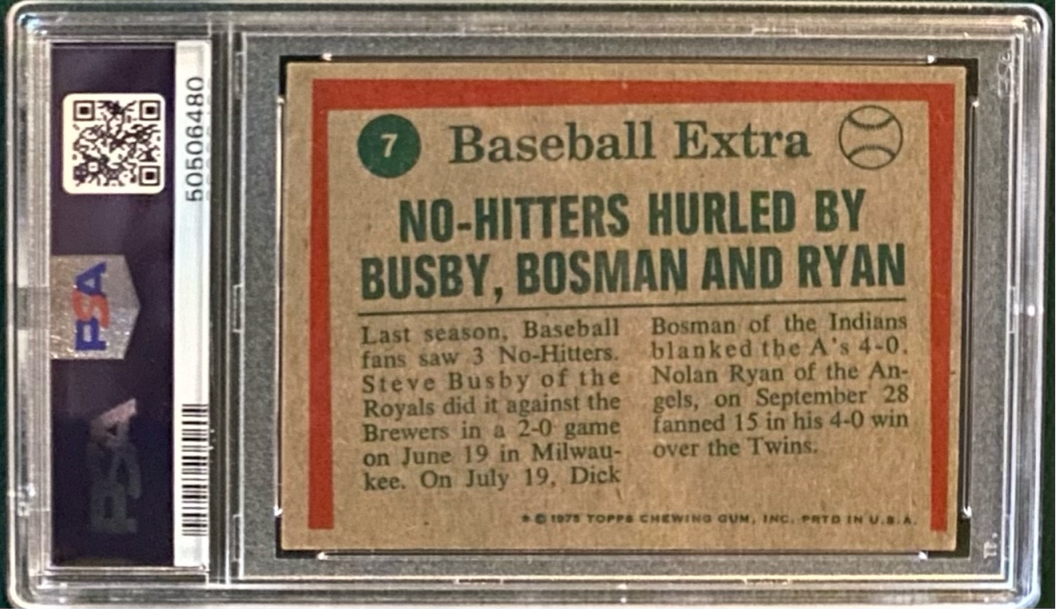 50506480
PSA
PSA
7 Baseball Extra
NO-HITTERS HURLED BY
BUSBY, BOSMAN AND RYAN
Last season, Baseball
fans saw 3 No-Hitters.
Steve Busby of the
Royals did it against the
Brewers in a 2-0 game
on June 19 in Milwau-
kee. On July 19, Dick
Bosman of the Indians
blanked the A's 4-0.
Nolan Ryan of the An-
gels, on September 28
fanned 15 in his 4-0 win
over the Twins.
* © 1975 TOPPS CHEWING GUM, INC. PRTD IN U.S.A.